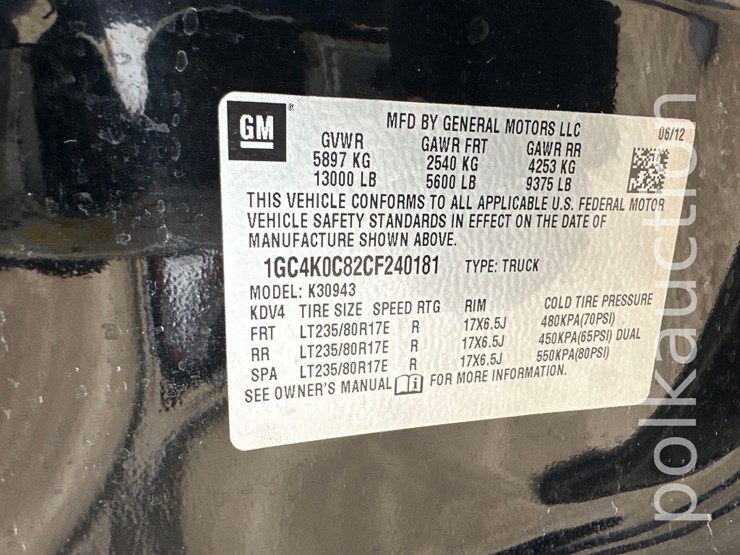 GM
®
MFD BY GENERAL MOTORS LLC
06/12
GVWR GAWR FRT GAWR RR
5897 KG 2540 KG 4253 KG
13000 LB 5600 LB 9375 LB
THIS VEHICLE CONFORMS TO ALL APPLICABLE U.S. FEDERAL MOTOR
VEHICLE SAFETY STANDARDS IN EFFECT ON THE DATE OF
MANUFACTURE SHOWN ABOVE.
1GC4K0C82CF240181 TYPE: TRUCK
MODEL: K30943
KDV4 TIRE SIZE SPEED RTG RIM COLD TIRE PRESSURE
FRT LT235/80R17E R 17X6.5J 480KPA(70PSI)
RR LT235/80R17E R 17X6.5J 450KPA(65PSI) DUAL
SPA LT235/80R17E R 17X6.5J 550KPA(80PSI)
SEE OWNER'S MANUAL FOR MORE INFORMATION.
polkauction